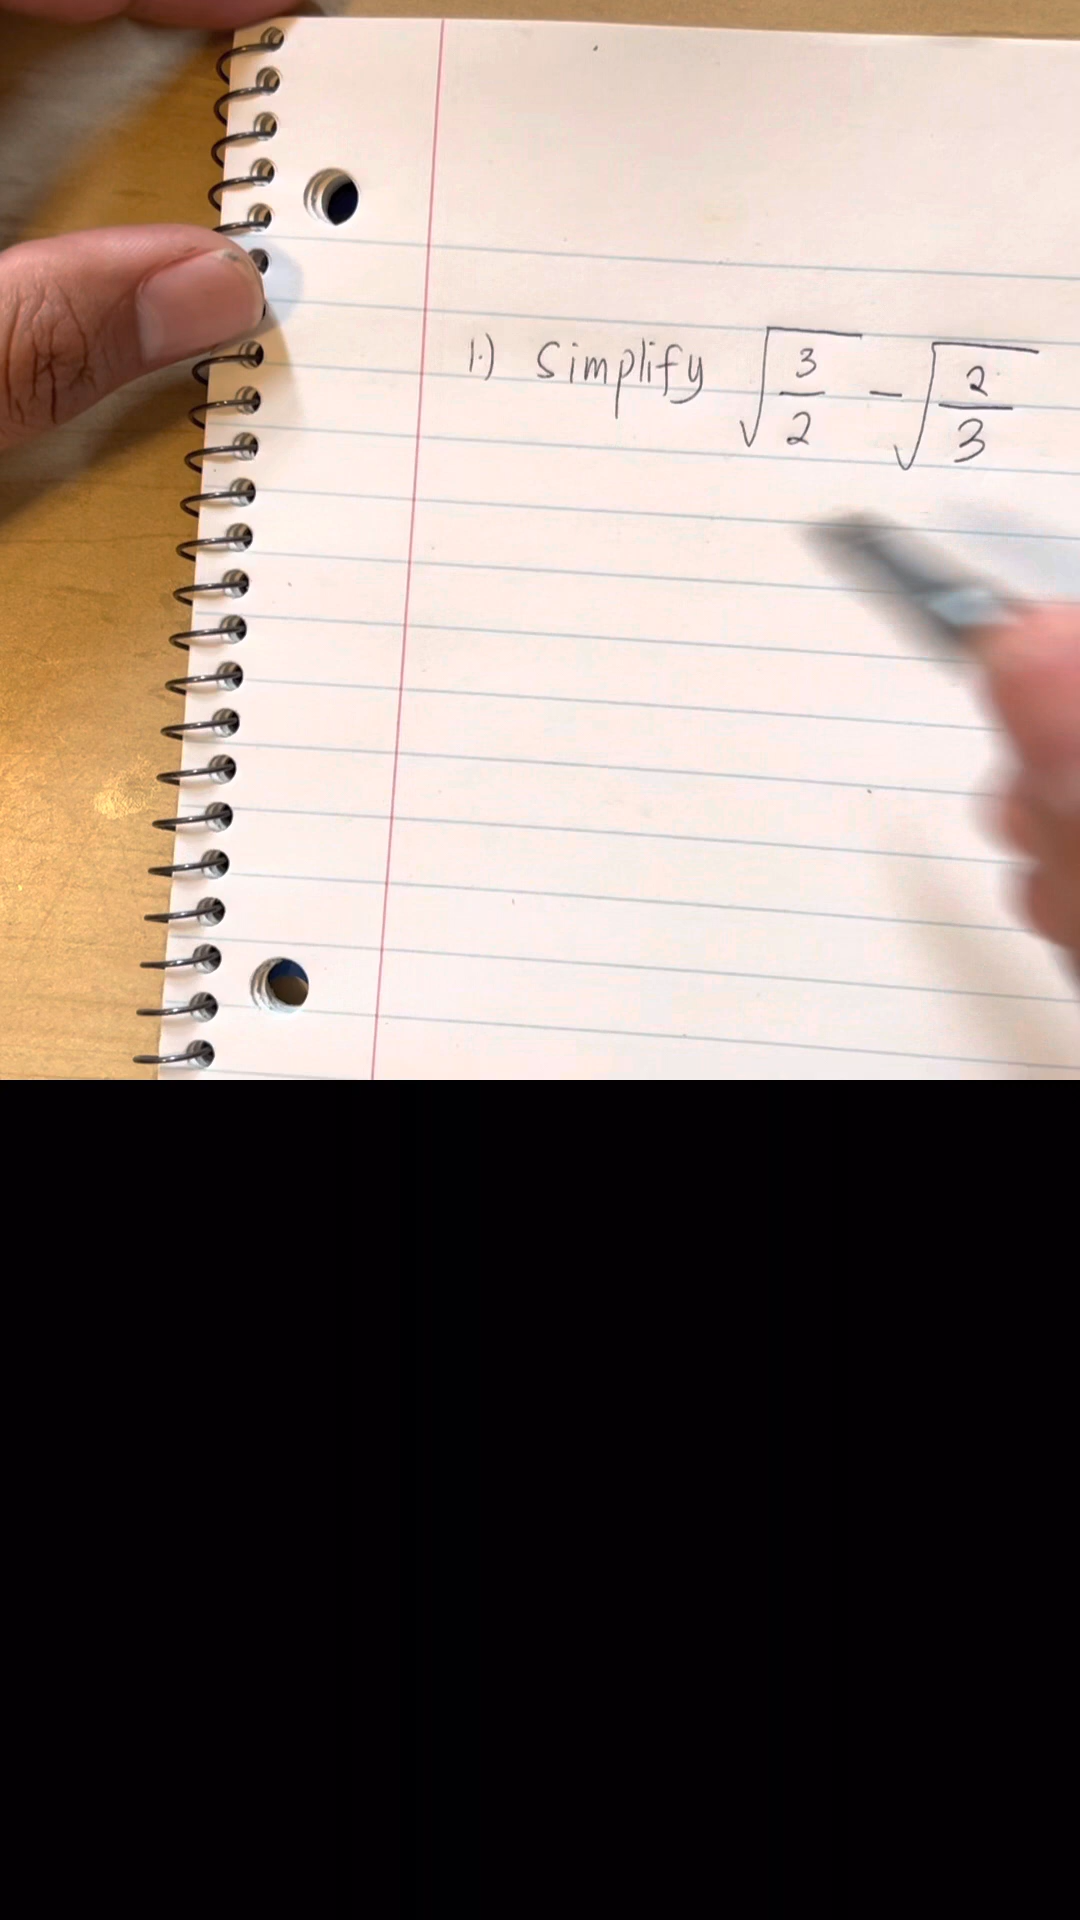 1.) Simplify √(3/2) - √(2/3)